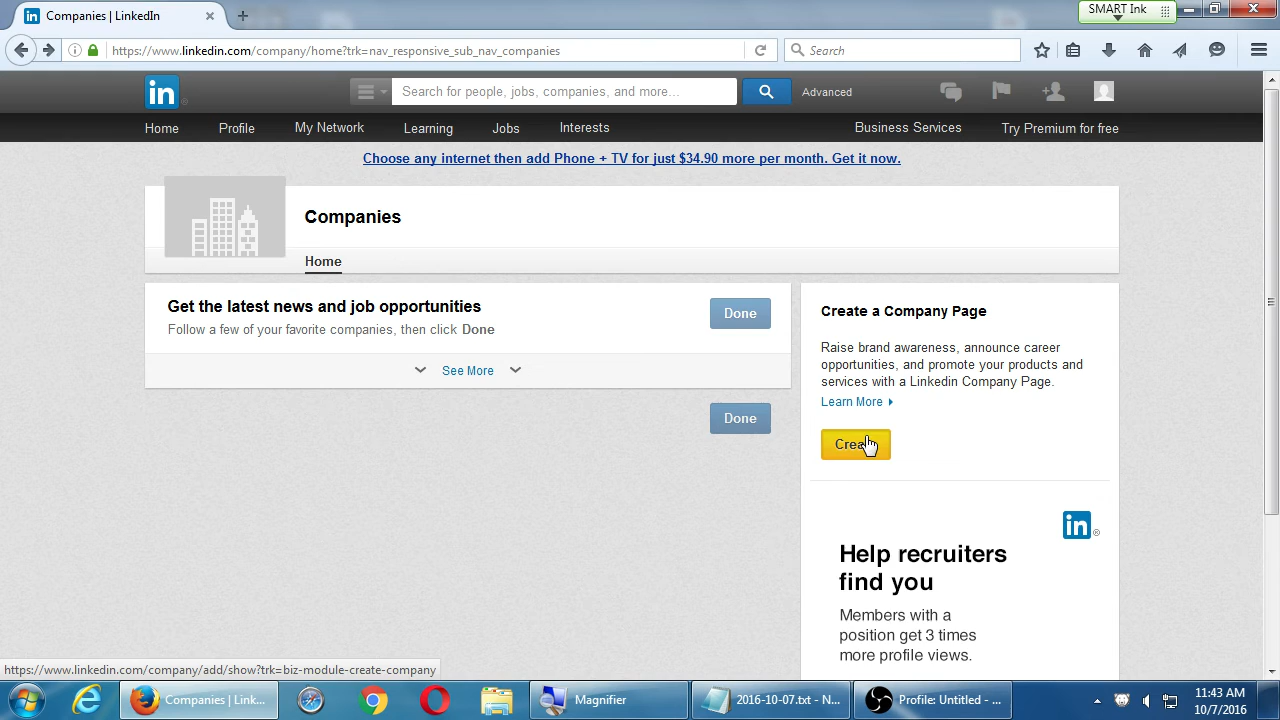 Companies | LinkedIn
SMART Ink
https://www.linkedin.com/company/home?trk=nav_responsive_sub_nav_companies
Search
in
Search for people, jobs, companies, and more...
Advanced
Home Profile My Network Learning Jobs Interests Business Services Try Premium for free
Choose any internet then add Phone + TV for just $34.90 more per month. Get it now.
Companies
Home
Get the latest news and job opportunities
Follow a few of your favorite companies, then click Done
Done
See More
Done
Create a Company Page
Raise brand awareness, announce career
opportunities, and promote your products and
services with a Linkedin Company Page.
Learn More
in
Help recruiters
find you
Members with a
position get 3 times
more profile views.
https://www.linkedin.com/company/add/show?trk=biz-module-create-company
Companies | Link...
Magnifier
2016-10-07.txt - N...
Profile: Untitled - ...
11:43 AM
10/7/2016